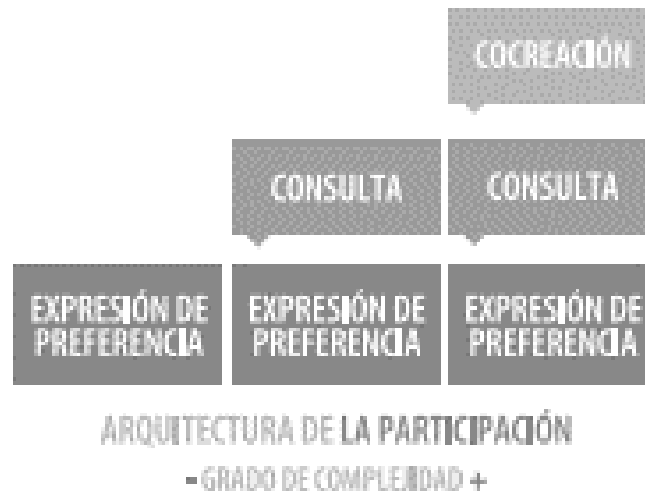 COCREACIÓN
CONSULTA CONSULTA
EXPRESIÓN DE EXPRESIÓN DE EXPRESIÓN DE
PREFERENCIA PREFERENCIA PREFERENCIA
ARQUITECTURA DE LA PARTICIPACIÓN
- GRADO DE COMPLEJIDAD +